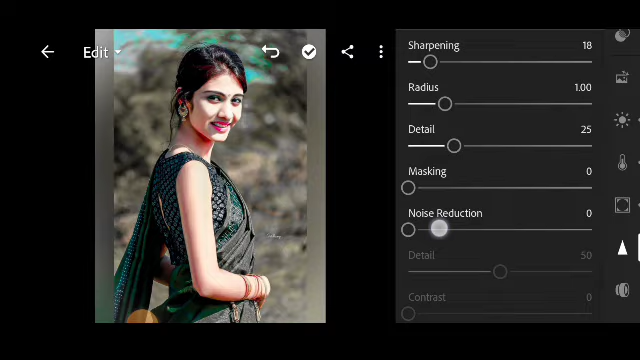 Edit
Sharpening 18
Radius 1.00
Detail 25
Masking 0
Noise Reduction 0
Detail 50
Contrast 0